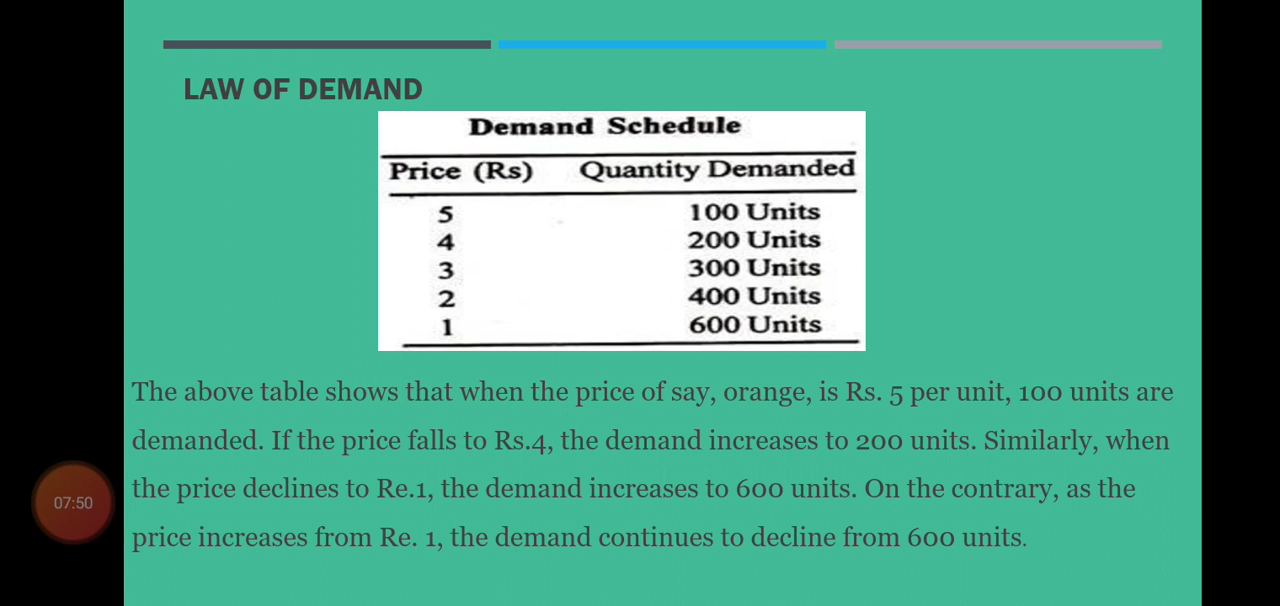 LAW OF DEMAND
Demand Schedule
Price (Rs) Quantity Demanded
5 100 Units
4 200 Units
3 300 Units
2 400 Units
1 600 Units
The above table shows that when the price of say, orange, is Rs. 5 per unit, 100 units are
demanded. If the price falls to Rs.4, the demand increases to 200 units. Similarly, when
the price declines to Re.1, the demand increases to 600 units. On the contrary, as the
07:50
price increases from Re. 1, the demand continues to decline from 600 units.